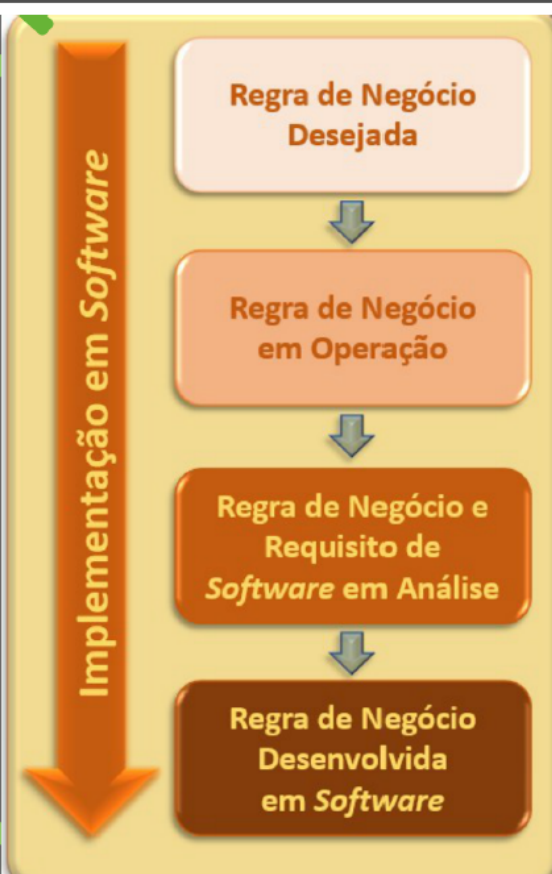 Implementação em Software
Regra de Negócio
Desejada
Regra de Negócio
em Operação
Regra de Negócio e
Requisito de
Software em Análise
Regra de Negócio
Desenvolvida
em Software